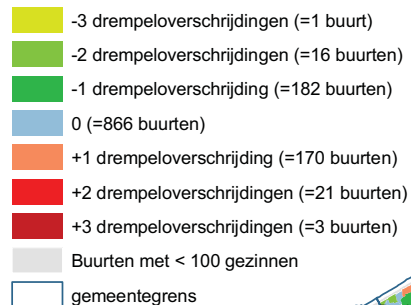 -3 drempeloverschrijdingen (=1 buurt)
-2 drempeloverschrijdingen (=16 buurten)
-1 drempeloverschrijding (=182 buurten)
0 (=866 buurten)
+1 drempeloverschrijding (=170 buurten)
+2 drempeloverschrijdingen (=21 buurten)
+3 drempeloverschrijdingen (=3 buurten)
Buurten met < 100 gezinnen
gemeentegrens